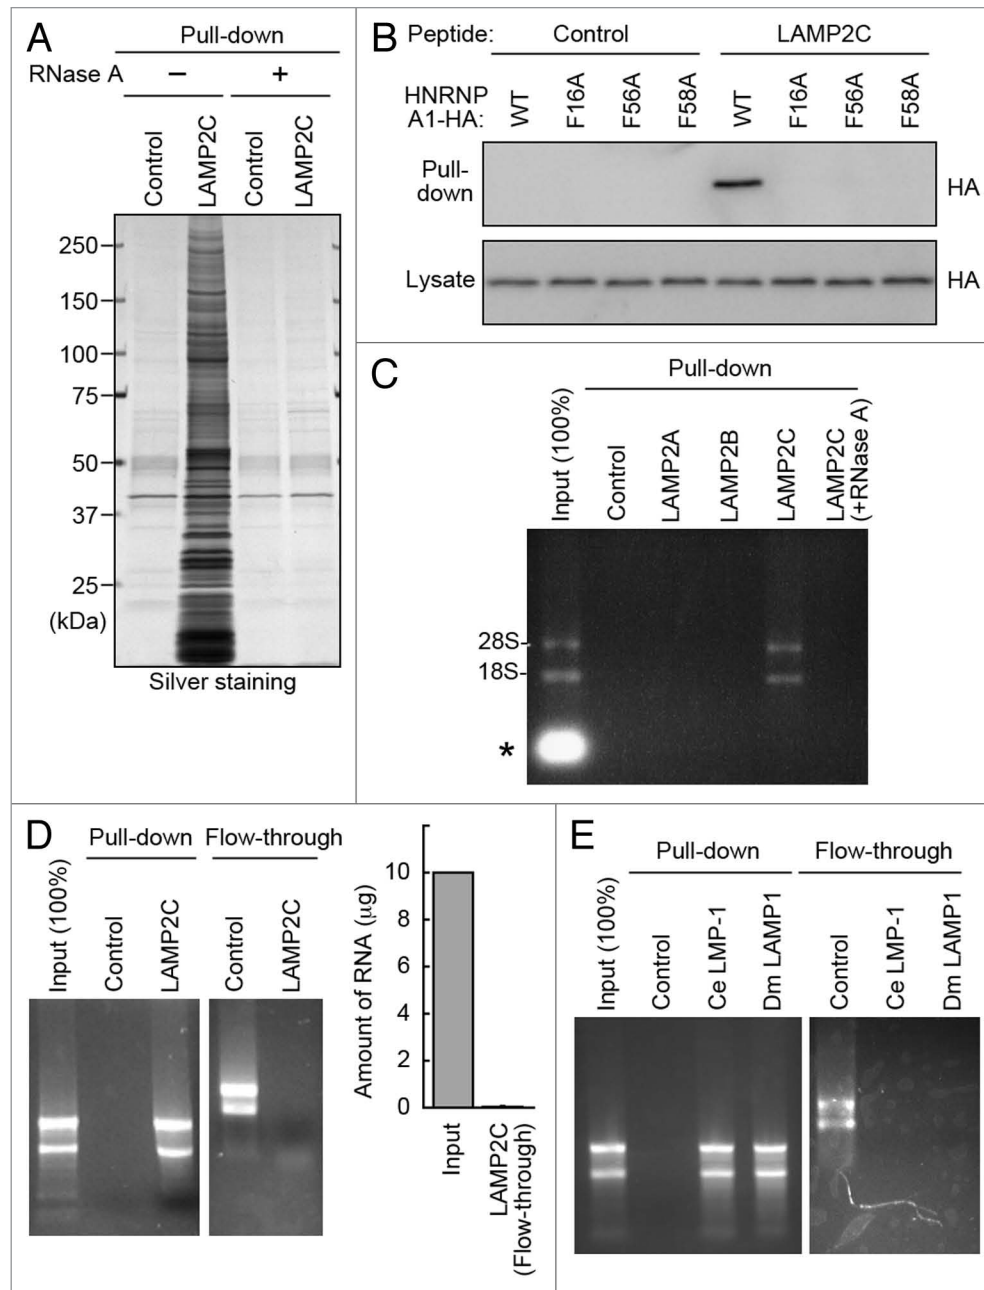 A
Pull-down
RNase A − +
Control
LAMP2C
Control
LAMP2C
250
150
100
75
50
37
25
(kDa)
Silver staining
B
Peptide: Control LAMP2C
HNRNP
A1-HA:
WT
F16A
F56A
F58A
WT
F16A
F56A
F58A
Pull-
down
HA
Lysate
HA
C
Pull-down
Input (100%)
Control
LAMP2A
LAMP2B
LAMP2C
LAMP2C
(+RNase A)
28S
18S
*
D
Pull-down Flow-through
Input (100%)
Control
LAMP2C
Control
LAMP2C
Amount of RNA (μg)
10
8
6
4
2
0
Input
LAMP2C
(Flow-through)
E
Pull-down Flow-through
Input (100%)
Control
Ce LMP-1
Dm LAMP1
Control
Ce LMP-1
Dm LAMP1